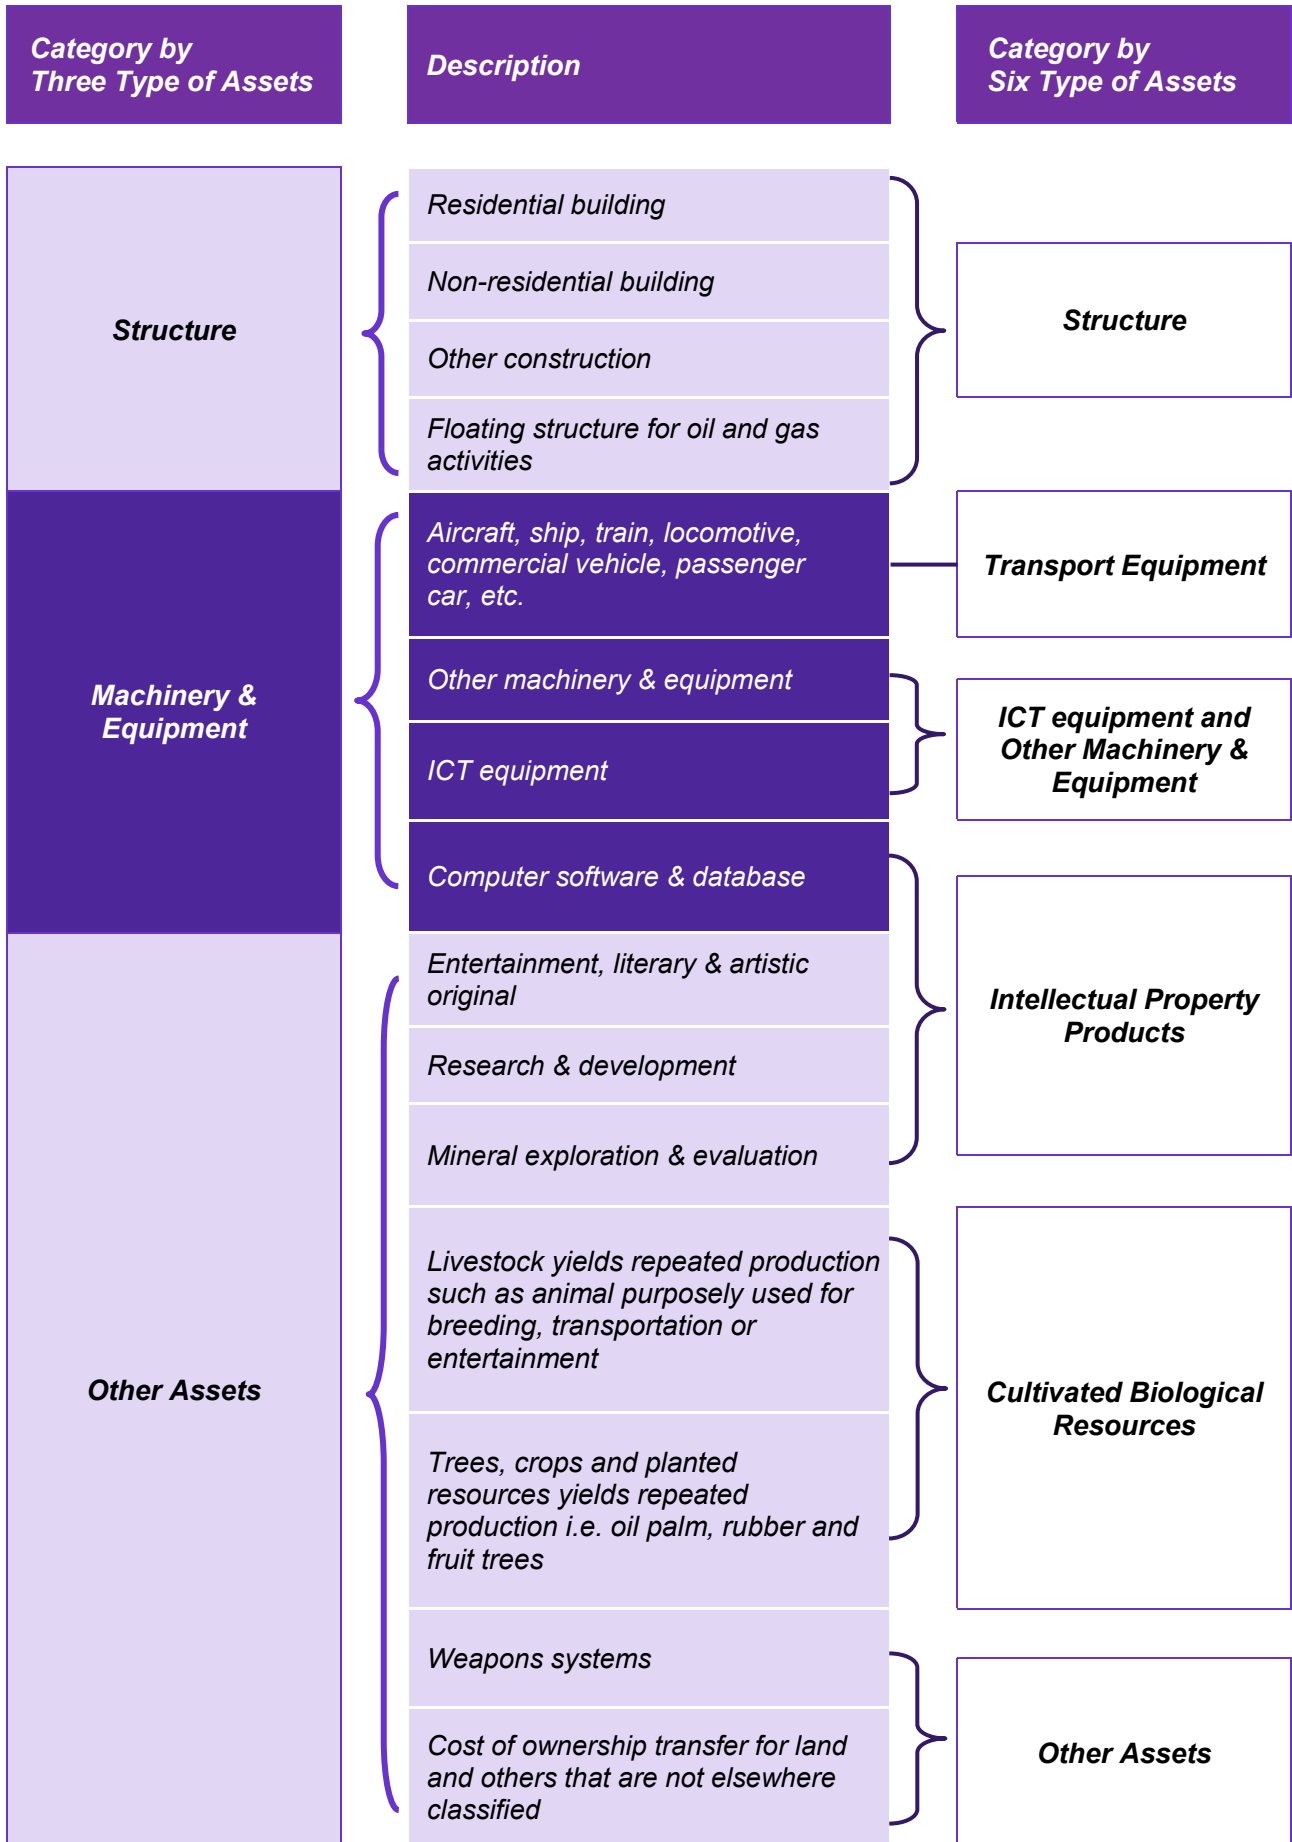 Category by
Three Type of Assets
Description
Category by
Six Type of Assets
Structure
Residential building
Non-residential building
Other construction
Floating structure for oil and gas
activities
Structure
Machinery &
Equipment
Aircraft, ship, train, locomotive,
commercial vehicle, passenger
car, etc.
Transport Equipment
Other machinery & equipment
ICT equipment
ICT equipment and
Other Machinery &
Equipment
Computer software & database
Other Assets
Entertainment, literary & artistic
original
Research & development
Mineral exploration & evaluation
Intellectual Property
Products
Livestock yields repeated production
such as animal purposely used for
breeding, transportation or
entertainment
Trees, crops and planted
resources yields repeated
production i.e. oil palm, rubber and
fruit trees
Cultivated Biological
Resources
Weapons systems
Cost of ownership transfer for land
and others that are not elsewhere
classified
Other Assets